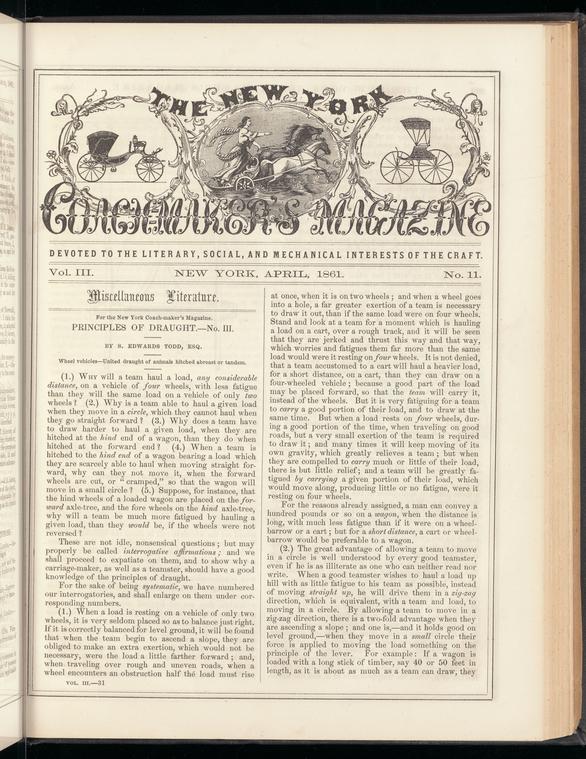 THE NEW YORK
COACHMAKER'S MAGAZINE
DEVOTED TO THE LITERARY, SOCIAL, AND MECHANICAL INTERESTS OF THE CRAFT.
Vol. III. NEW YORK, APRIL, 1861. No. 11.
Miscellaneous Literature.
For the New York Coach-maker's Magazine.
PRINCIPLES OF DRAUGHT.—No. III.
BY S. EDWARDS TODD, ESQ.
Wheel vehicles—United draught of animals hitched abreast or tandem.
(1.) Why will a team haul a load, any considerable
distance, on a vehicle of four wheels, with less fatigue
than they will the same load on a vehicle of only two
wheels? (2.) Why is a team able to haul a given load
when they move in a circle, which they cannot haul when
they go straight forward? (3.) Why does a team have
to draw harder to haul a given load, when they are
hitched at the hind end of a wagon, than they do when
hitched at the forward end? (4.) When a team is
hitched to the hind end of a wagon bearing a load which
they are scarcely able to haul when moving straight for-
ward, why can they not move it, when the forward
wheels are cut, or "cramped," so that the wagon will
move in a small circle? (5.) Suppose, for instance, that
the hind wheels of a loaded wagon are placed on the for-
ward axle-tree, and the fore wheels on the hind axle-tree,
why will a team be much more fatigued by hauling a
given load, than they would be, if the wheels were not
reversed?
These are not idle, nonsensical questions; but may
properly be called interrogative affirmations; and we
shall proceed to expatiate on them, and to show why a
carriage-maker, as well as a teamster, should have a good
knowledge of the principles of draught.
For the sake of being systematic, we have numbered
our interrogatories, and shall enlarge on them under cor-
responding numbers.
(1.) When a load is resting on a vehicle of only two
wheels, it is very seldom placed so as to balance just right.
If it is correctly balanced for level ground, it will be found
that when the team begin to ascend a slope, they are
obliged to make an extra exertion, which would not be
necessary, were the load a little farther forward; and,
when traveling over rough and uneven roads, when a
wheel encounters an obstruction half the load must rise
VOL. III.—31
at once, when it is on two wheels; and when a wheel goes
into a hole, a far greater exertion of a team is necessary
to draw it out, than if the same load were on four wheels.
Stand and look at a team for a moment which is hauling
a load on a cart, over a rough track, and it will be seen
that they are jerked and thrust this way and that way,
which worries and fatigues them far more than the same
load would were it resting on four wheels. It is not denied,
that a team accustomed to a cart will haul a heavier load,
for a short distance, on a cart, than they can draw on a
four-wheeled vehicle; because a good part of the load
may be placed forward, so that the team will carry it,
instead of the wheels. But it is very fatiguing for a team
to carry a good portion of their load, and to draw at the
same time. But when a load rests on four wheels, dur-
ing a good portion of the time, when traveling on good
roads, but a very small exertion of the team is required
to draw it; and many times it will keep moving of its
own gravity, which greatly relieves a team; but when
they are compelled to carry much or little of their load,
there is but little relief; and a team will be greatly fa-
tigued by carrying a given portion of their load, which
would move along, producing little or no fatigue, were it
resting on four wheels.
For the reasons already assigned, a man can convey a
hundred pounds or so on a wagon, when the distance is
long, with much less fatigue than if it were on a wheel-
barrow or a cart; but for a short distance, a cart or wheel-
barrow would be preferable to a wagon.
(2.) The great advantage of allowing a team to move
in a circle is well understood by every good teamster,
even if he is as illiterate as one who can neither read nor
write. When a good teamster wishes to haul a load up
hill with as little fatigue to his team as possible, instead
of moving straight up, he will drive them in a zig-zag
direction, which is equivalent, with a team and load, to
moving in a circle. By allowing a team to move in a
zig-zag direction, there is a two-fold advantage when they
are ascending a slope; and one is,—and it holds good on
level ground,—when they move in a small circle their
force is applied to moving the load something on the
principle of the lever. For example: If a wagon is
loaded with a long stick of timber, say 40 or 50 feet in
length, as it is about as much as a team can draw, they